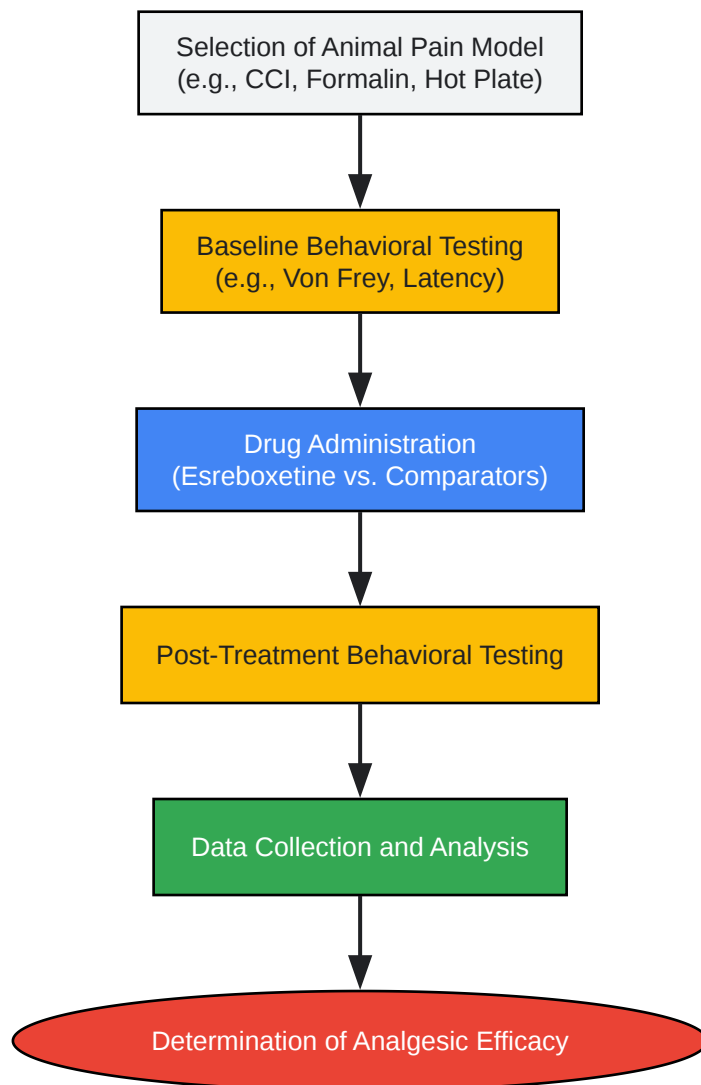 Selection of Animal Pain Model
(e.g., CCI, Formalin, Hot Plate)
Baseline Behavioral Testing
(e.g., Von Frey, Latency)
Drug Administration
(Esreboxetine vs. Comparators)
Post-Treatment Behavioral Testing
Data Collection and Analysis
Determination of Analgesic Efficacy